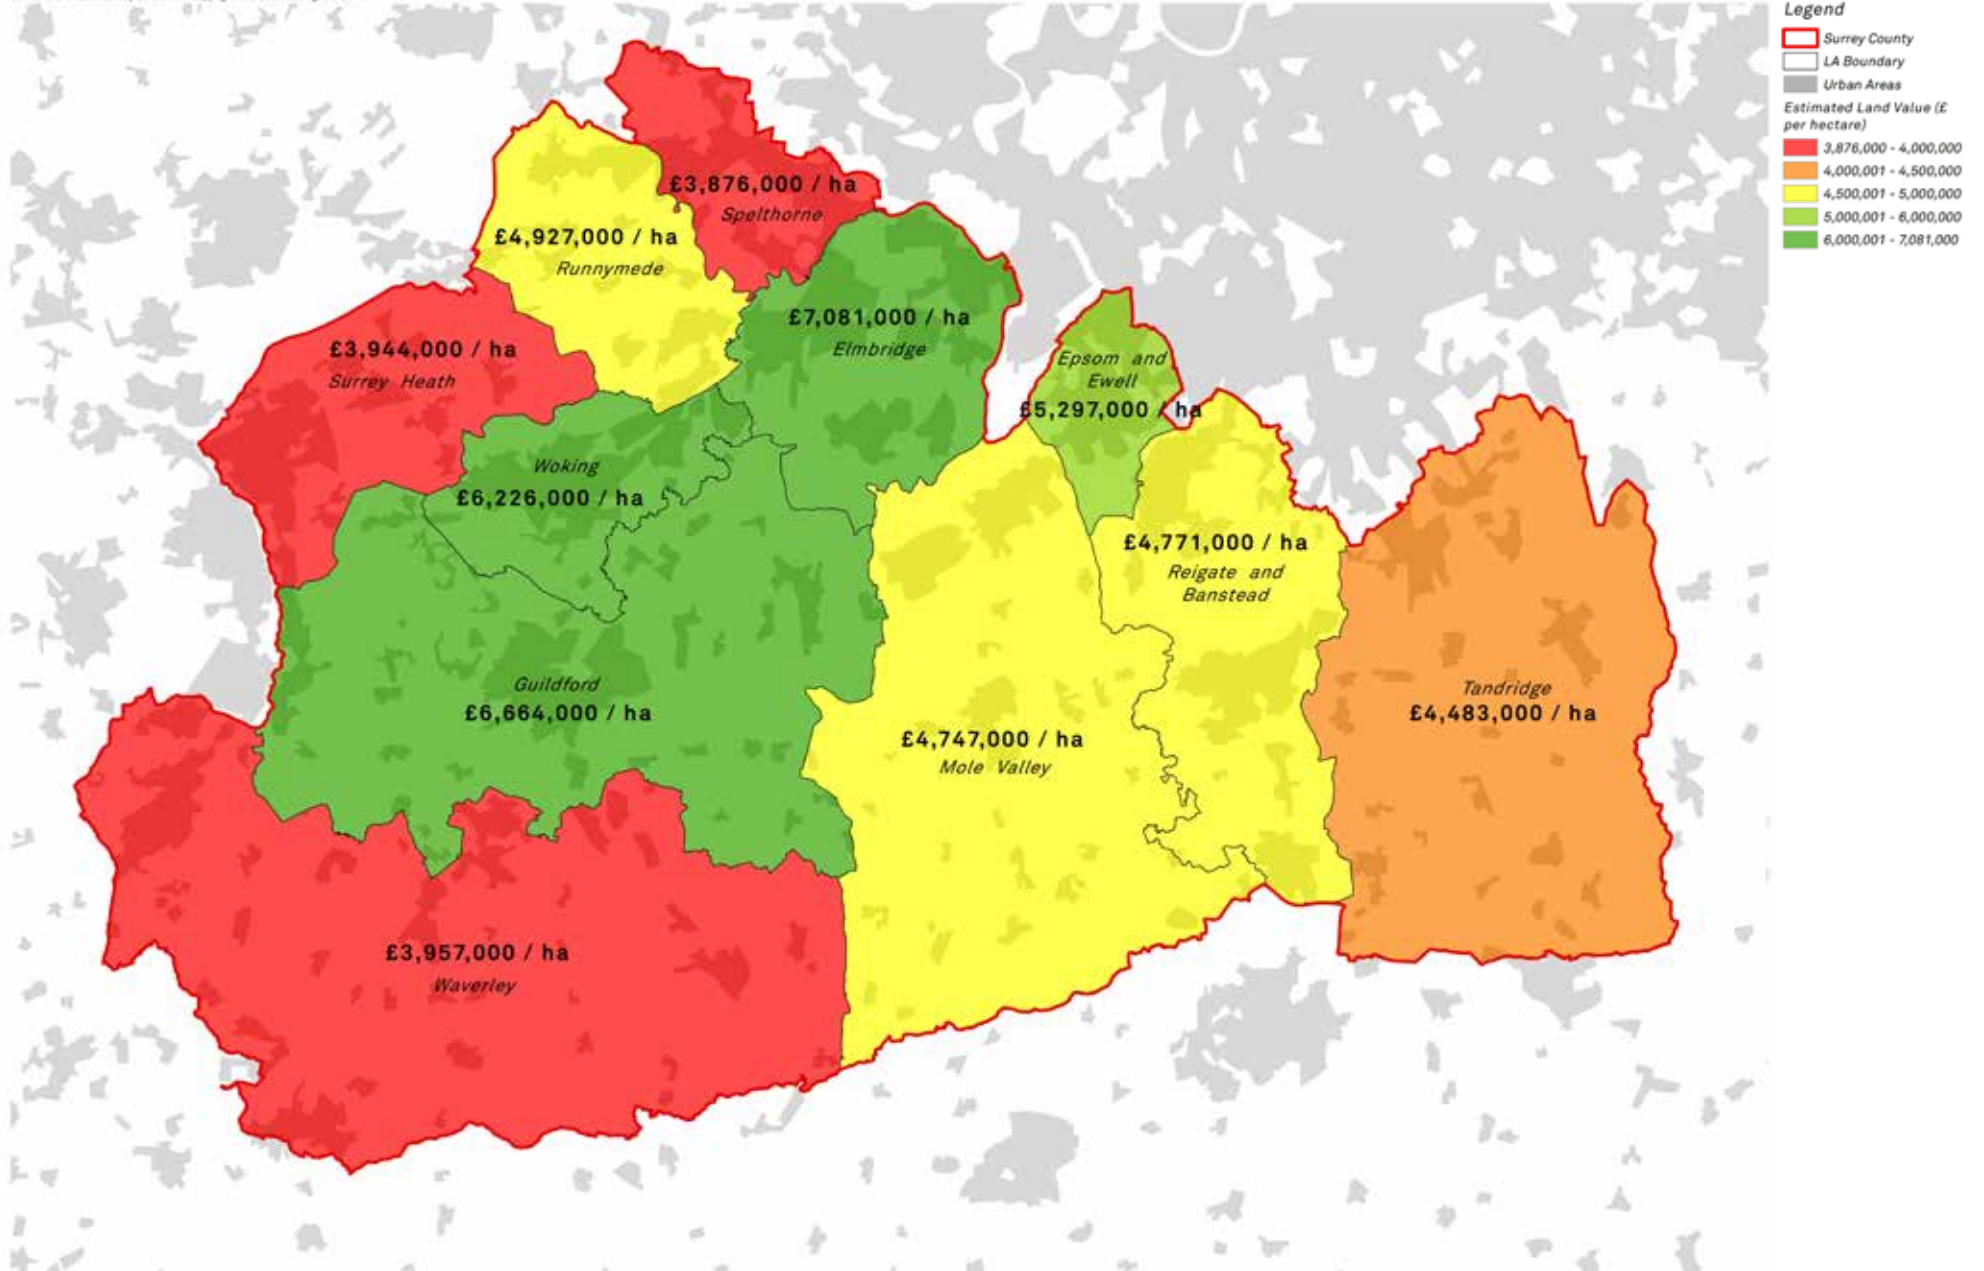 Legend
Surrey County
LA Boundary
Urban Areas
Estimated Land Value (£
per hectare)
3,876,000 - 4,000,000
4,000,001 - 4,500,000
4,500,001 - 5,000,000
5,000,001 - 6,000,000
6,000,001 - 7,081,000
£3,876,000 / ha
Spelthorne
£4,927,000 / ha
Runnymede
£7,081,000 / ha
Elmbridge
£3,944,000 / ha
Surrey Heath
Epsom and
Ewell
£5,297,000 / ha
Woking
£6,226,000 / ha
£4,771,000 / ha
Reigate and
Banstead
Guildford
£6,664,000 / ha
Tandridge
£4,483,000 / ha
£4,747,000 / ha
Mole Valley
£3,957,000 / ha
Waverley